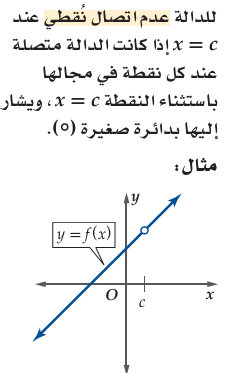 للدالة عدم اتصال نُقطي عند
x = c إذا كانت الدالة متصلة
عند كل نقطة في مجالها
باستثناء النقطة x = c، ويشار
إليها بدائرة صغيرة (○).
مثال:
y
y = f(x)
O c x